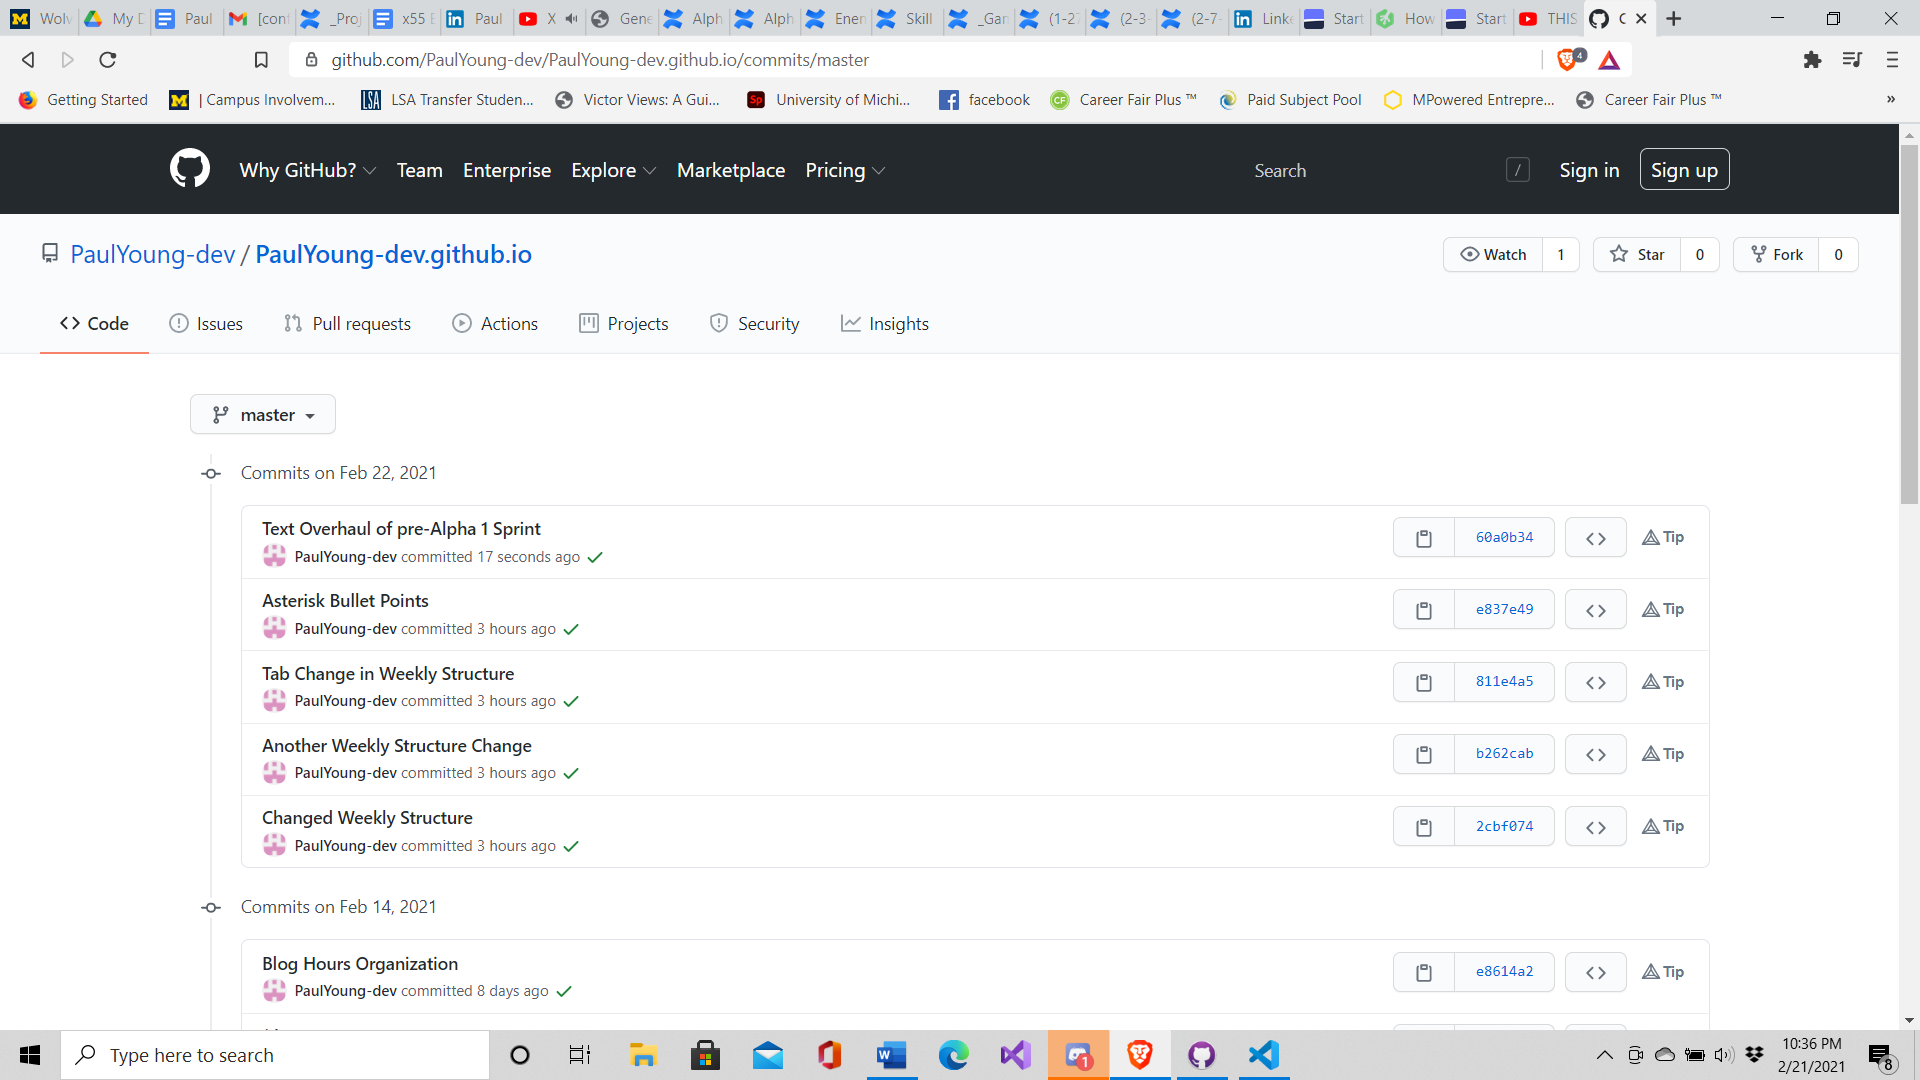 Wolv My D Paul [conf _Proj x55 E Paul X Gene Alph Alph Ener Skill _Gar (1-27 (2-3- (2-7- Linke Start How Start THIS
github.com/PaulYoung-dev/PaulYoung-dev.github.io/commits/master 4
Getting Started M | Campus Involvem... LSA LSA Transfer Studen... Victor Views: A Gui... Sp University of Michi... facebook CF Career Fair Plus ™ Paid Subject Pool MPowered Entrepre... Career Fair Plus ™ »
Why GitHub? Team Enterprise Explore Marketplace Pricing Search / Sign in Sign up
PaulYoung-dev / PaulYoung-dev.github.io Watch 1 Star 0 Fork 0
Code Issues Pull requests Actions Projects Security Insights
master
Commits on Feb 22, 2021
Text Overhaul of pre-Alpha 1 Sprint
PaulYoung-dev committed 17 seconds ago 60a0b34 <> Tip
Asterisk Bullet Points
PaulYoung-dev committed 3 hours ago e837e49 <> Tip
Tab Change in Weekly Structure
PaulYoung-dev committed 3 hours ago 811e4a5 <> Tip
Another Weekly Structure Change
PaulYoung-dev committed 3 hours ago b262cab <> Tip
Changed Weekly Structure
PaulYoung-dev committed 3 hours ago 2cbf074 <> Tip
Commits on Feb 14, 2021
Blog Hours Organization
PaulYoung-dev committed 8 days ago e8614a2 <> Tip
Type here to search 1 10:36 PM
2/21/2021 8